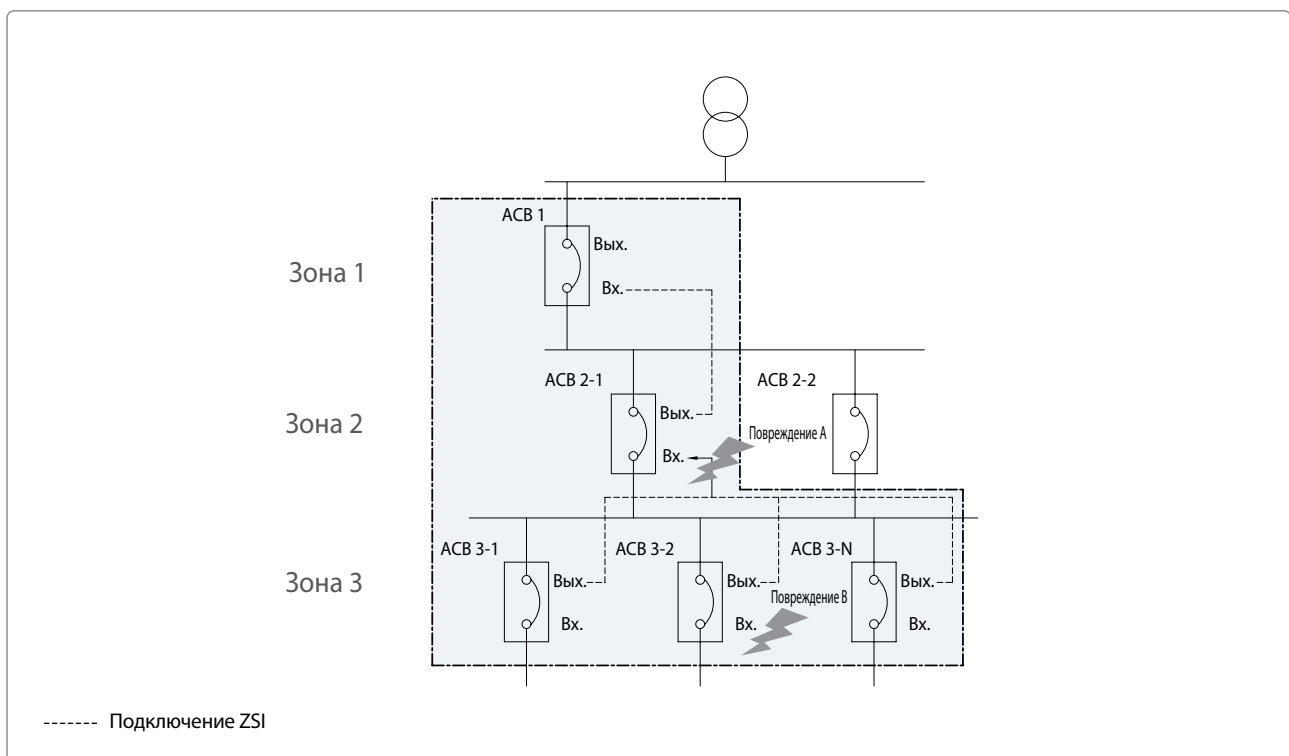 ACB 1
Вых.
Зона 1
Вх.
ACB 2-1
ACB 2-2
Вых.
Зона 2
Повреждение A
Вх.
ACB 3-1
ACB 3-2
ACB 3-N
Вых.
Вых.
Вых.
Зона 3
Повреждение B
Вх.
Вх.
Вх.
Подключение ZSI